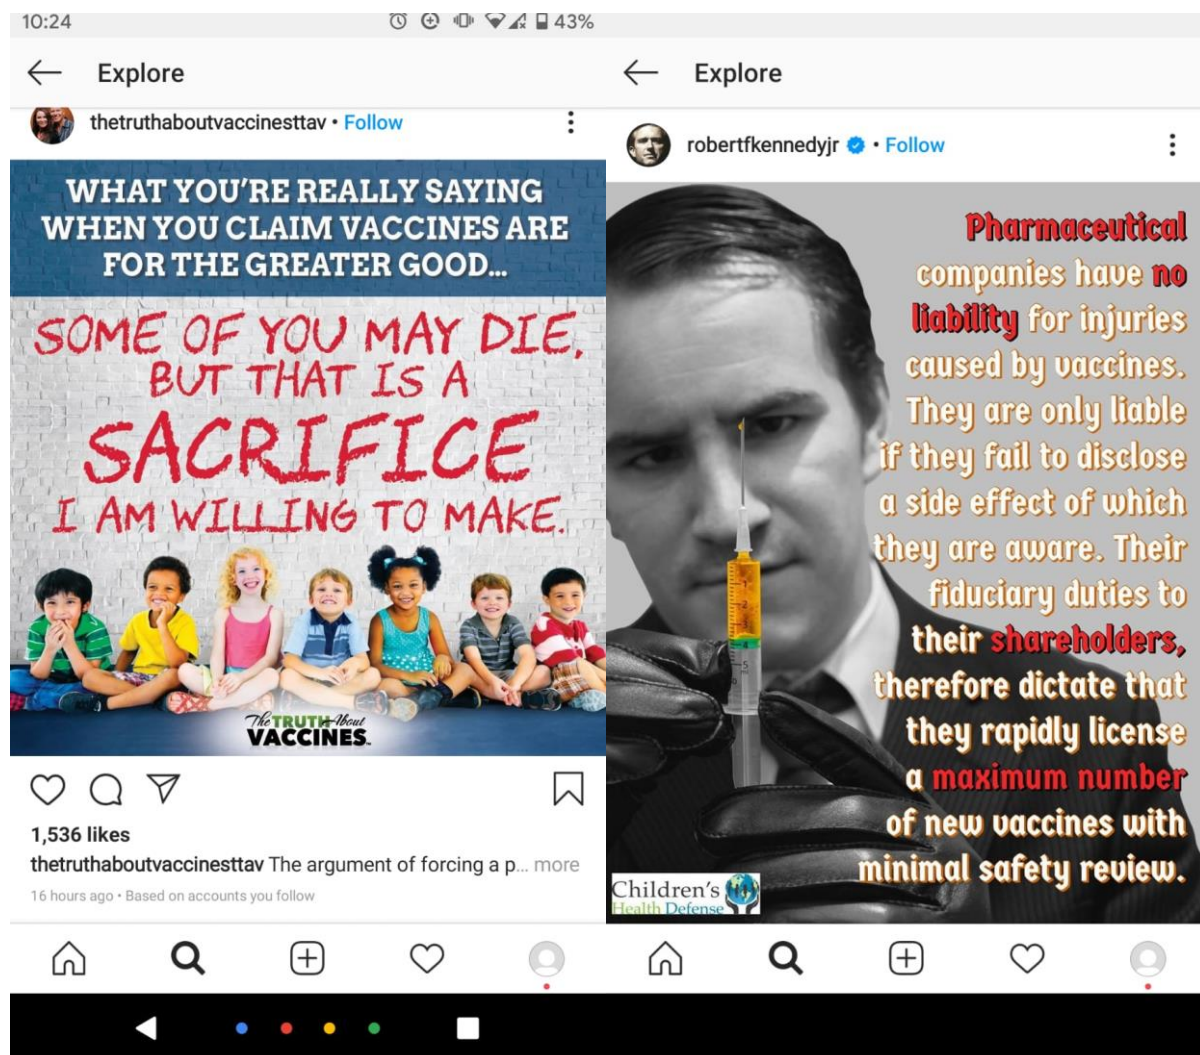 10:24
43%
Explore
thetruthaboutvaccinesttav • Follow
WHAT YOU'RE REALLY SAYING
WHEN YOU CLAIM VACCINES ARE
FOR THE GREATER GOOD...
SOME OF YOU MAY DIE,
BUT THAT IS A
SACRIFICE
I AM WILLING TO MAKE.
The TRUTH About
VACCINES
1,536 likes
thetruthaboutvaccinesttav The argument of forcing a p... more
16 hours ago • Based on accounts you follow
Explore
robertfkennedyjr • Follow
Pharmaceutical
companies have no
liability for injuries
caused by vaccines.
They are only liable
if they fail to disclose
a side effect of which
they are aware. Their
fiduciary duties to
their shareholders,
therefore dictate that
they rapidly license
a maximum number
of new vaccines with
minimal safety review.
Children's
Health Defense